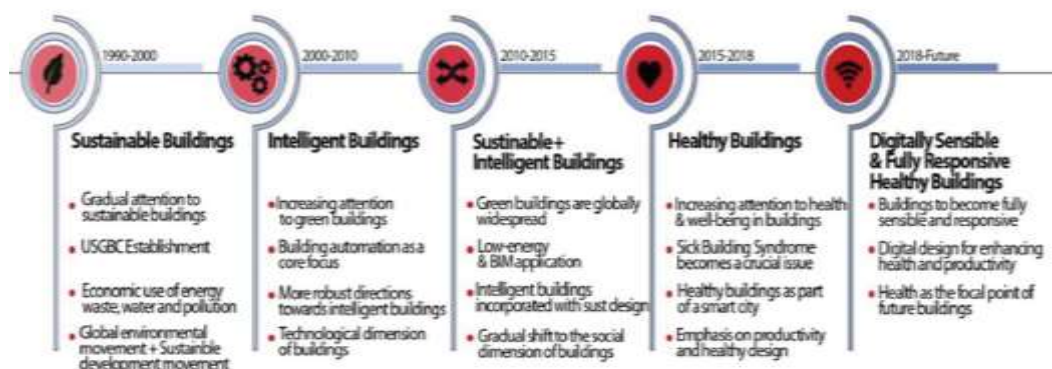 1990-2000
Sustainable Buildings
Gradual attention to
sustainable buildings
USGBC Establishment
Economic use of energy
waste, water and pollution
Global environmental
movement + Sustainble
development movement
2000-2010
Intelligent Buildings
Increasing attention
to green buildings
Building automation as a
core focus
More robust directions
towards intelligent buildings
Technological dimension
of buildings
2010-2015
Sustinable+
Intelligent Buildings
Green buildings are globally
widespread
Low-energy
& BIM application
Intelligent buildings
incorporated with sust design
Gradual shift to the social
dimension of buildings
2015-2018
Healthy Buildings
Increasing attention to health
& well-being in buildings
Sick Building Syndrome
becomes a crucial issue
Healthy buildings as part
of a smart city
Emphasis on productivity
and healthy design
2018-Future
Digitally Sensible
& Fully Responsive
Healthy Buildings
Buildings to become fully
sensible and responsive
Digital design for enhancing
health and productivity
Health as the focal point of
future buildings